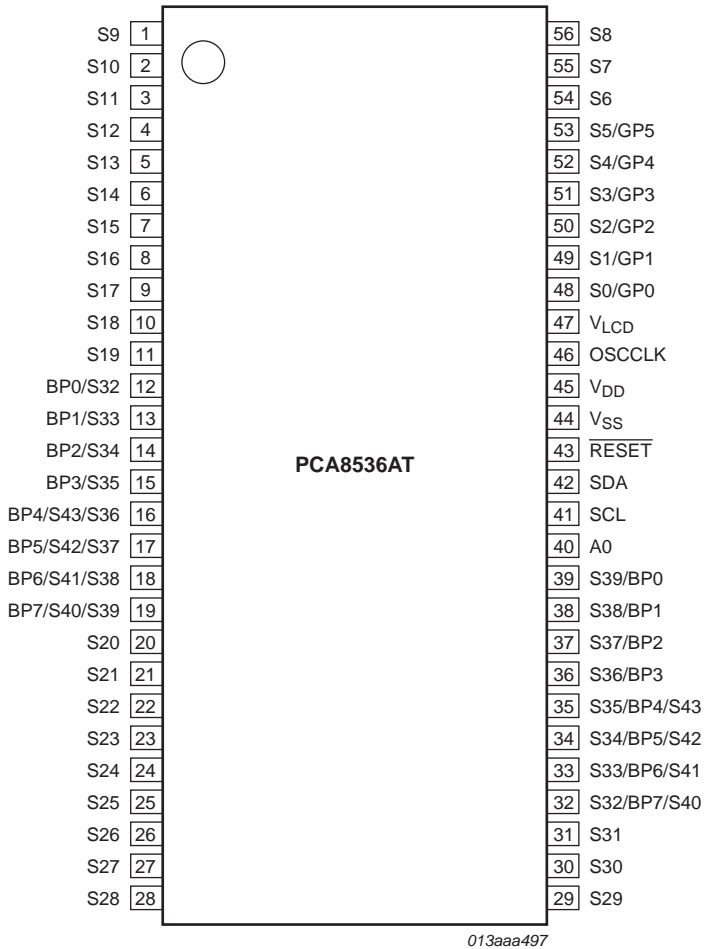 S9 1 56 S8
S10 2 55 S7
S11 3 54 S6
S12 4 53 S5/GP5
S13 5 52 S4/GP4
S14 6 51 S3/GP3
S15 7 50 S2/GP2
S16 8 49 S1/GP1
S17 9 48 S0/GP0
S18 10 47 VLCD
S19 11 46 OSCCLK
BP0/S32 12 45 VDD
BP1/S33 13 44 VSS
BP2/S34 14 43 RESET
PCA8536AT
BP3/S35 15 42 SDA
BP4/S43/S36 16 41 SCL
BP5/S42/S37 17 40 A0
BP6/S41/S38 18 39 S39/BP0
BP7/S40/S39 19 38 S38/BP1
S20 20 37 S37/BP2
S21 21 36 S36/BP3
S22 22 35 S35/BP4/S43
S23 23 34 S34/BP5/S42
S24 24 33 S33/BP6/S41
S25 25 32 S32/BP7/S40
S26 26 31 S31
S27 27 30 S30
S28 28 29 S29
013aaa497